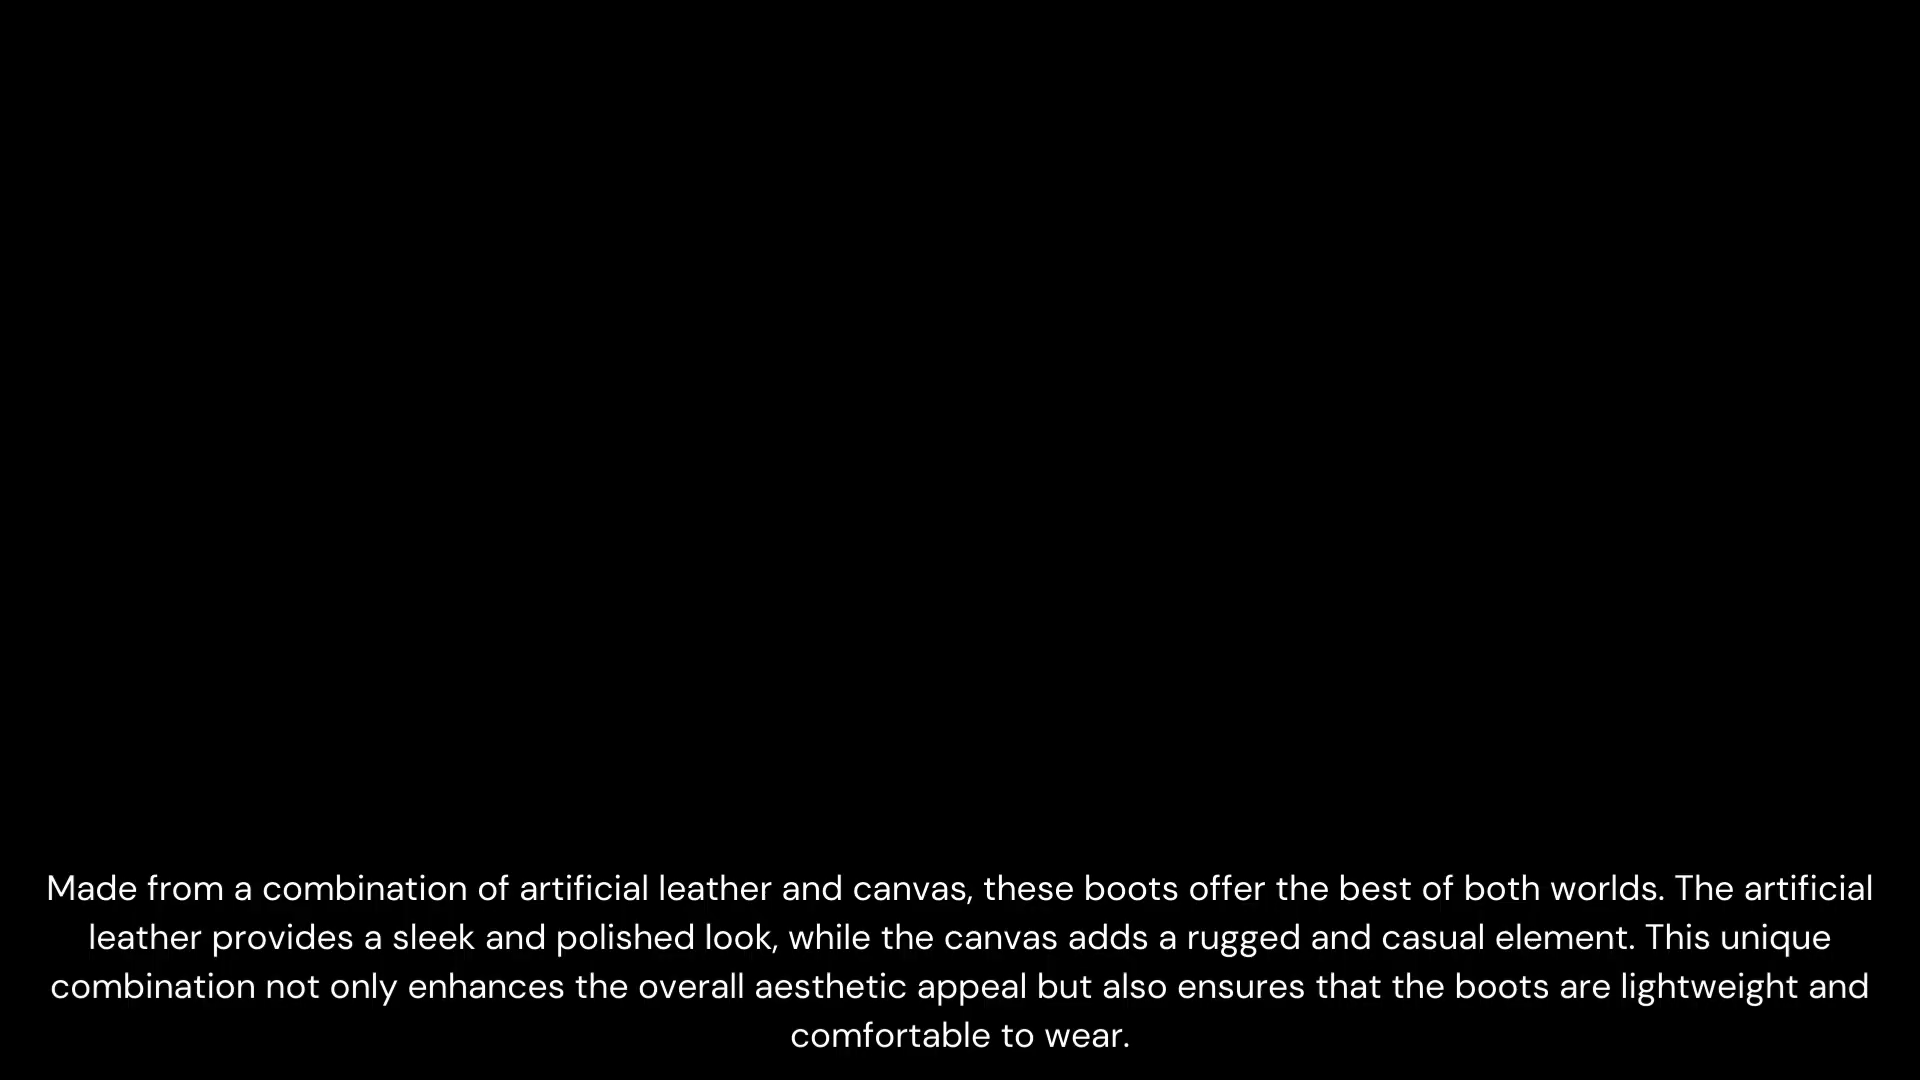 Made from a combination of artificial leather and canvas, these boots offer the best of both worlds. The artificial
leather provides a sleek and polished look, while the canvas adds a rugged and casual element. This unique
combination not only enhances the overall aesthetic appeal but also ensures that the boots are lightweight and
comfortable to wear.